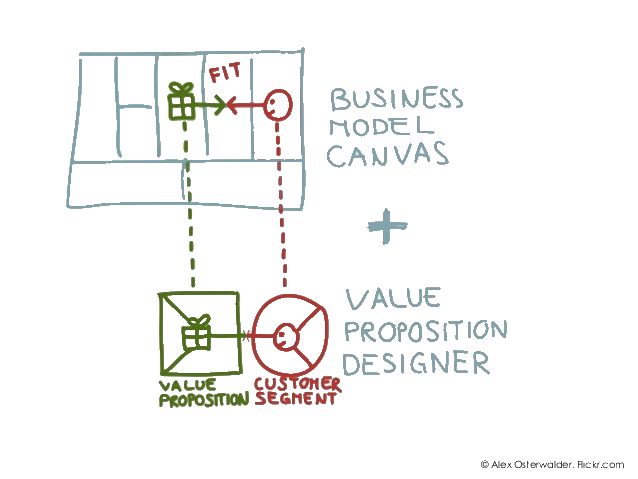 FIT
BUSINESS
MODEL
CANVAS
+
VALUE
PROPOSITION
DESIGNER
VALUE
PROPOSITION
CUSTOMER
SEGMENT
© Alex Osterwalder. Flickr.com